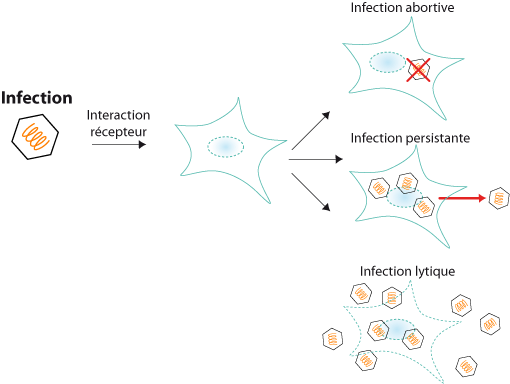 Infection abortive
Infection
Interaction
récepteur
Infection persistante
Infection lytique